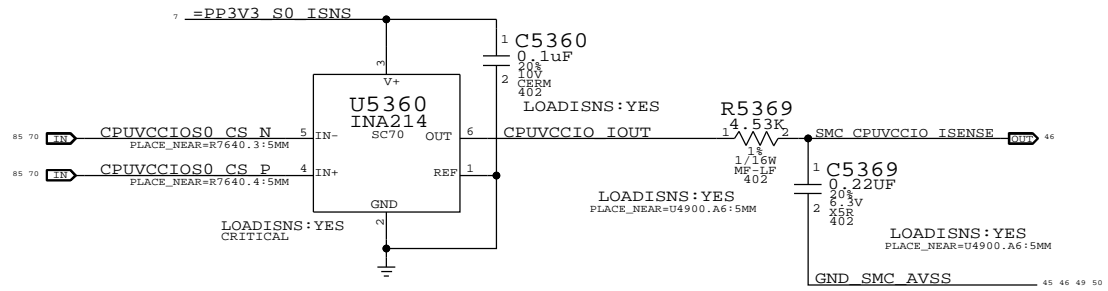 7 =PP3V3_S0_ISNS
1 C5360
0.1uF
20%
10V
CERM
402
2
3
V+
U5360
INA214
SC70
LOADISNS:YES
85 70 IN CPUVCCIOS0_CS_N 5 IN-
PLACE_NEAR=R7640.3:5MM
OUT 6 CPUVCCIO_IOUT
R5369
1 4.53K 2
1%
1/16W
MF-LF
402
SMC_CPUVCCIO_ISENSE OUT 46
85 70 IN CPUVCCIOS0_CS_P 4 IN+
PLACE_NEAR=R7640.4:5MM
REF 1
1 C5369
0.22UF
20%
6.3V
X5R
402
2
LOADISNS:YES
PLACE_NEAR=U4900.A6:5MM
GND
2
LOADISNS:YES
CRITICAL
LOADISNS:YES
PLACE_NEAR=U4900.A6:5MM
GND_SMC_AVSS 45 46 49 50